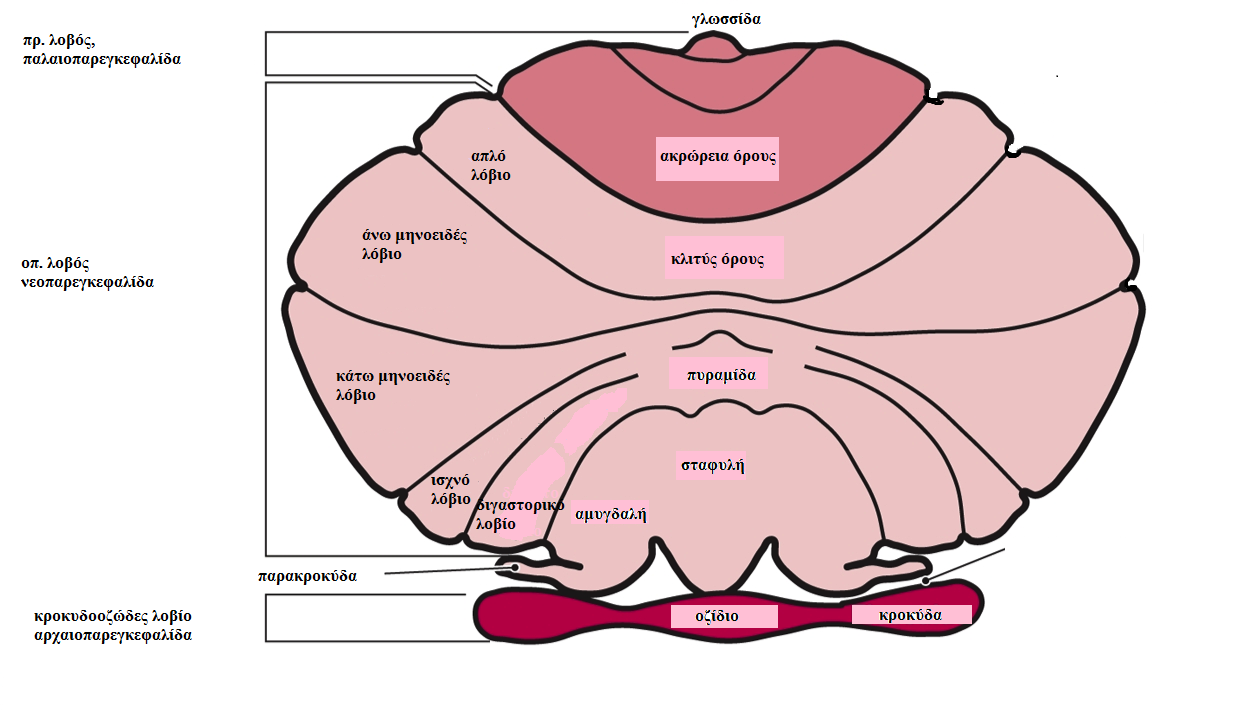 γλωσσίδα
πρ. λοβός,
παλαιοπαρεγκεφαλίδα
απλό
λόβιο
ακρώρεια όρους
άνω μηνοειδές
λόβιο
κλιτύς όρους
οπ. λοβός
νεοπαρεγκεφαλίδα
κάτω μηνοειδές
λόβιο
πυραμίδα
σταφυλή
ισχνό
λόβιο
διγαστορικό
λοβίο
αμυγδαλή
παρακροκύδα
κροκυδοοζώδες λοβίο
αρχαιοπαρεγκεφαλίδα
οζίδιο
κροκύδα